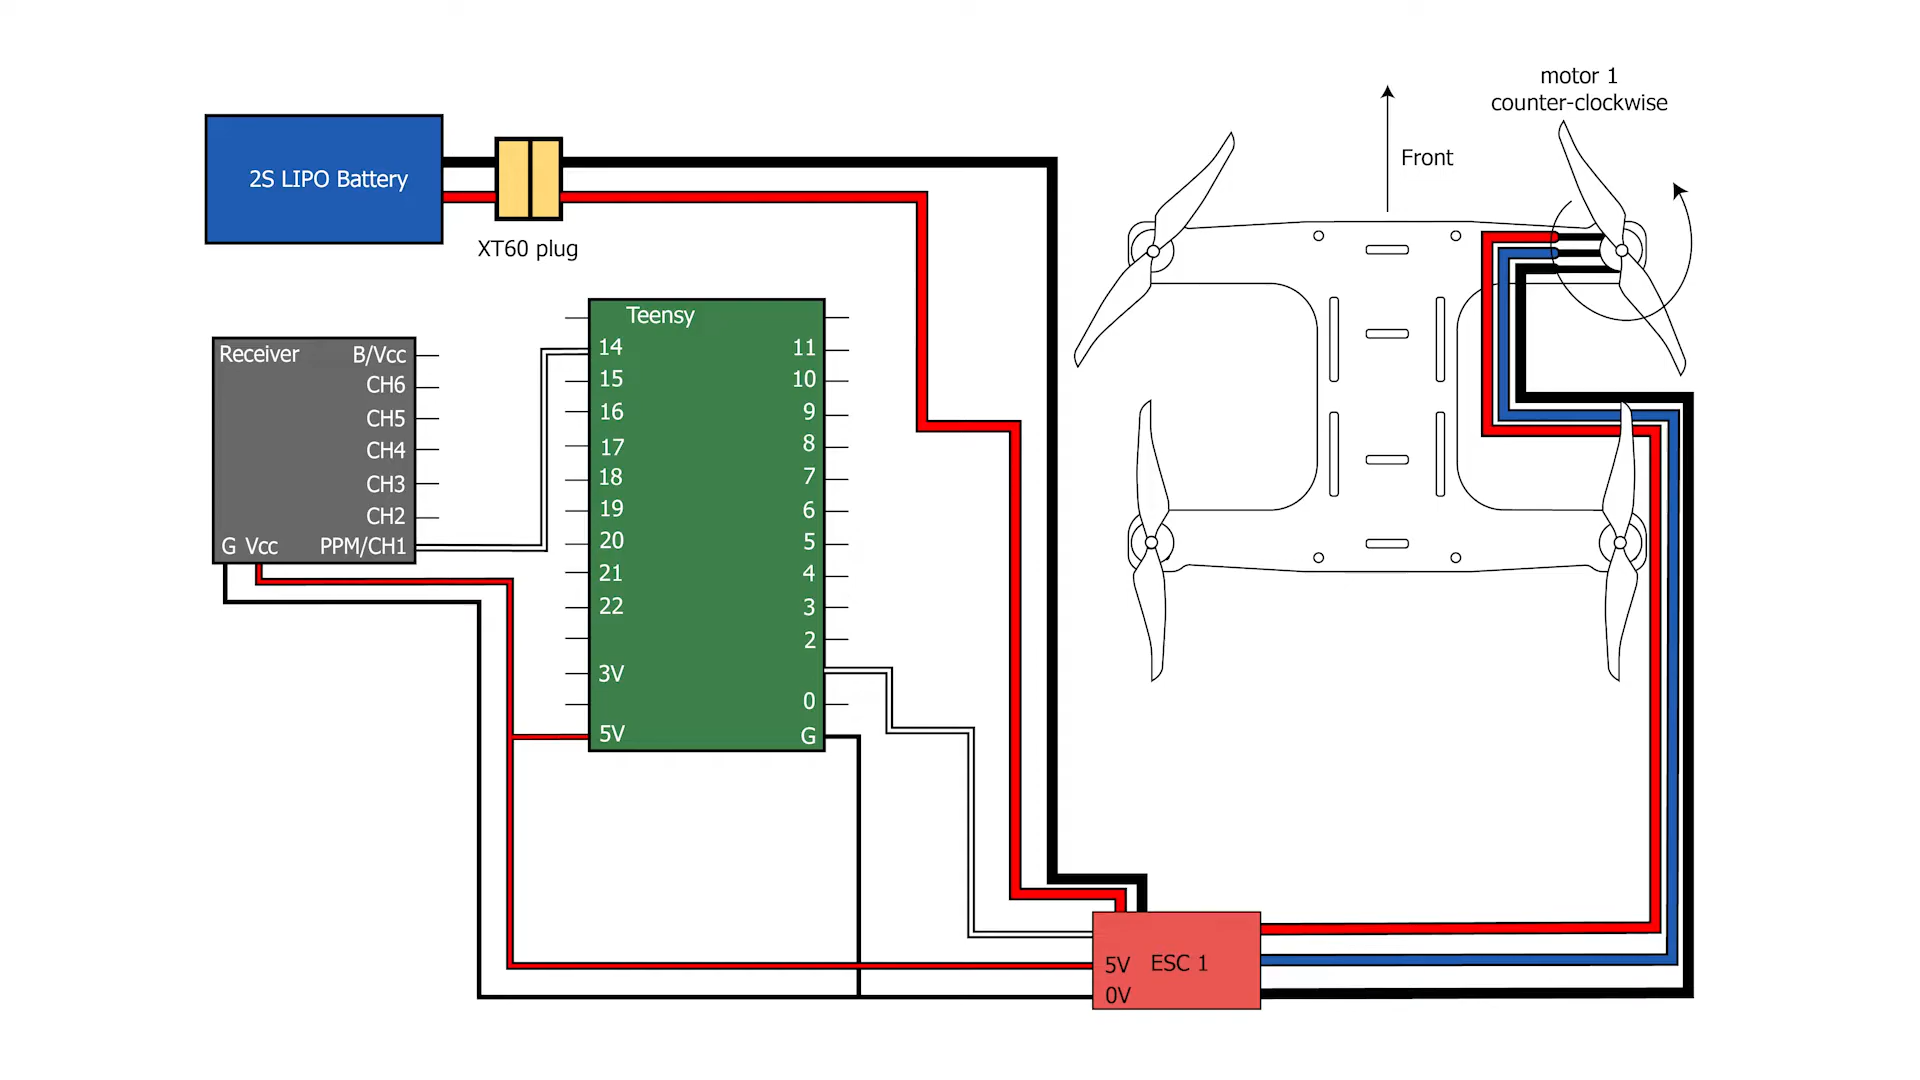 motor 1
counter-clockwise
Front
2S LIPO Battery
XT60 plug
Teensy
14
15
16
17
18
19
20
21
22
3V
5V
11
10
9
8
7
6
5
4
3
2
0
G
Receiver
B/Vcc
CH6
CH5
CH4
CH3
CH2
G Vcc PPM/CH1
5V ESC 1
0V